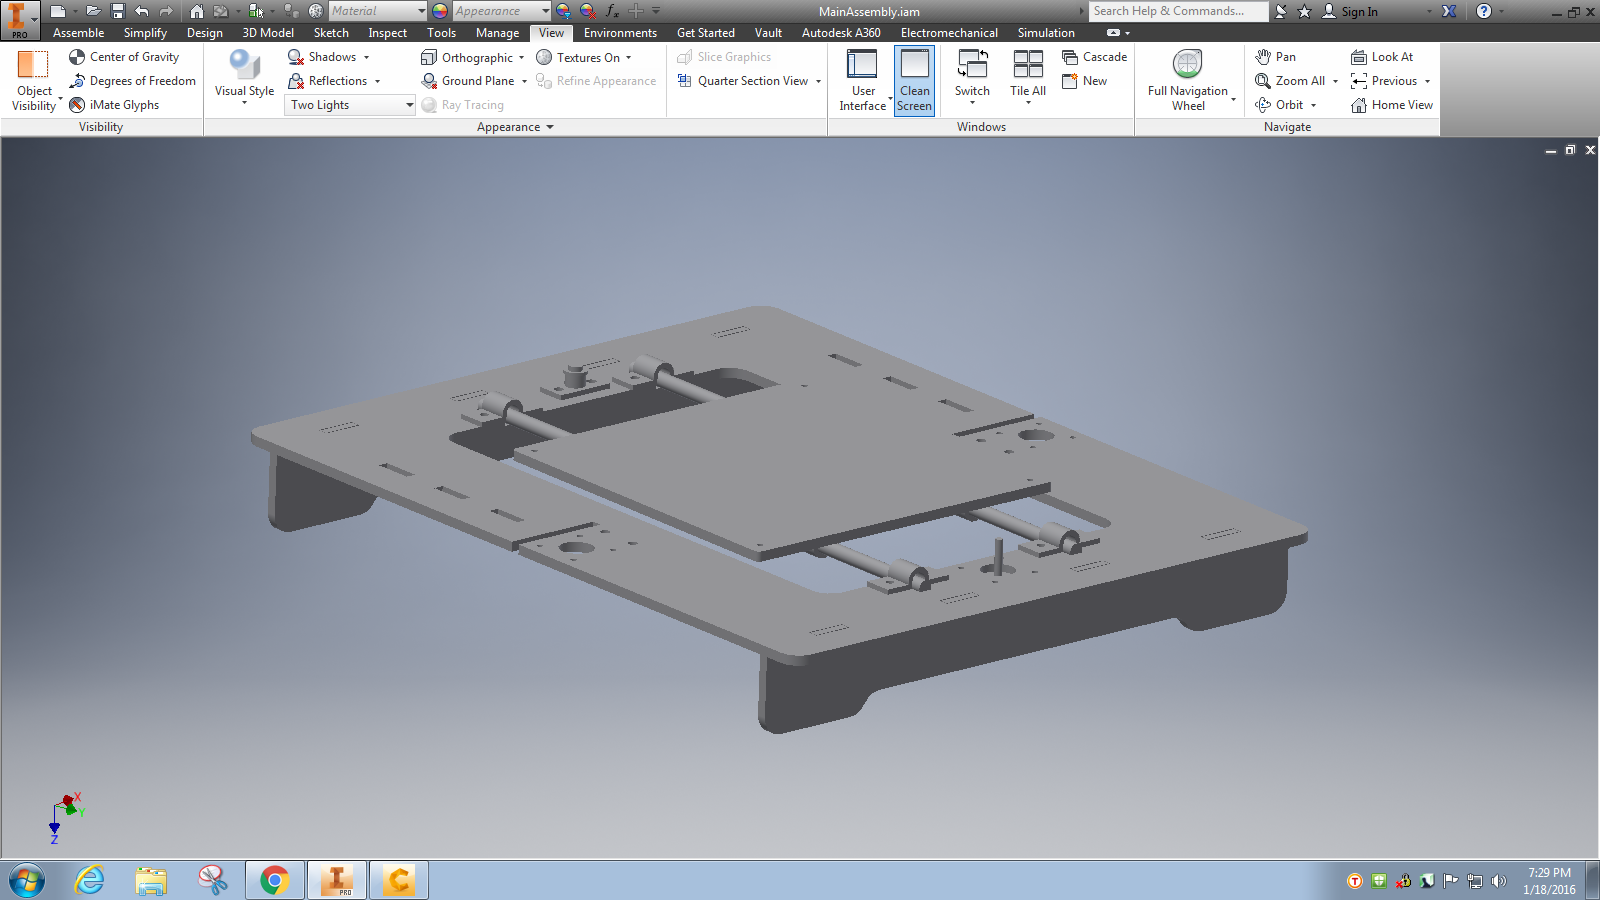 Material
Appearance
MainAssembly.iam
Search Help & Commands...
Sign In
PRO
Assemble Simplify Design 3D Model Sketch Inspect Tools Manage View Environments Get Started Vault Autodesk A360 Electromechanical Simulation
Object
Visibility
Center of Gravity
Degrees of Freedom
iMate Glyphs
Visibility
Visual Style
Shadows
Reflections
Two Lights
Orthographic
Ground Plane
Ray Tracing
Textures On
Refine Appearance
Appearance
Slice Graphics
Quarter Section View
User
Interface
Clean
Screen
Switch
Tile All
Cascade
New
Windows
Full Navigation
Wheel
Pan
Zoom All
Orbit
Look At
Previous
Home View
Navigate
X
Y
Z
PRO
7:29 PM
1/18/2016